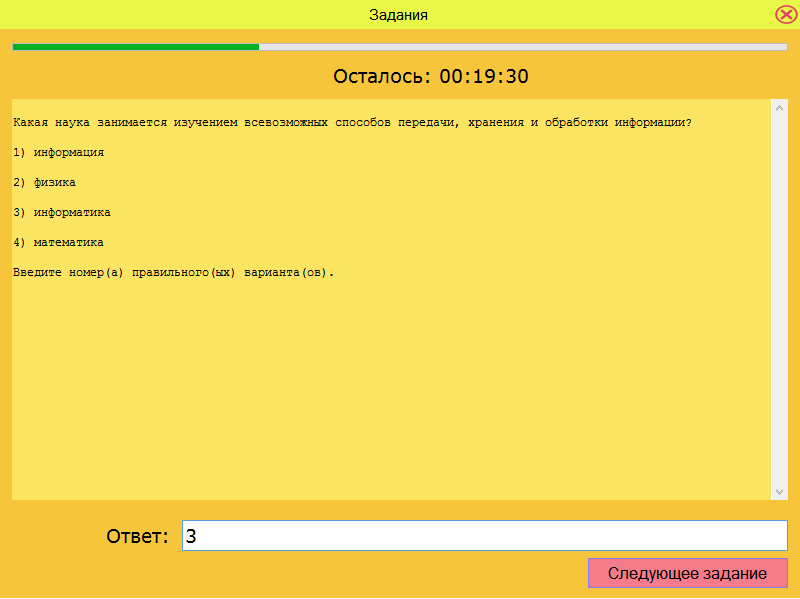 Задания
Осталось: 00:19:30
Какая наука занимается изучением всевозможных способов передачи, хранения и обработки информации?
1) информация
2) физика
3) информатика
4) математика
Введите номер(а) правильного(ых) варианта(ов).
Ответ: 3
Следующее задание